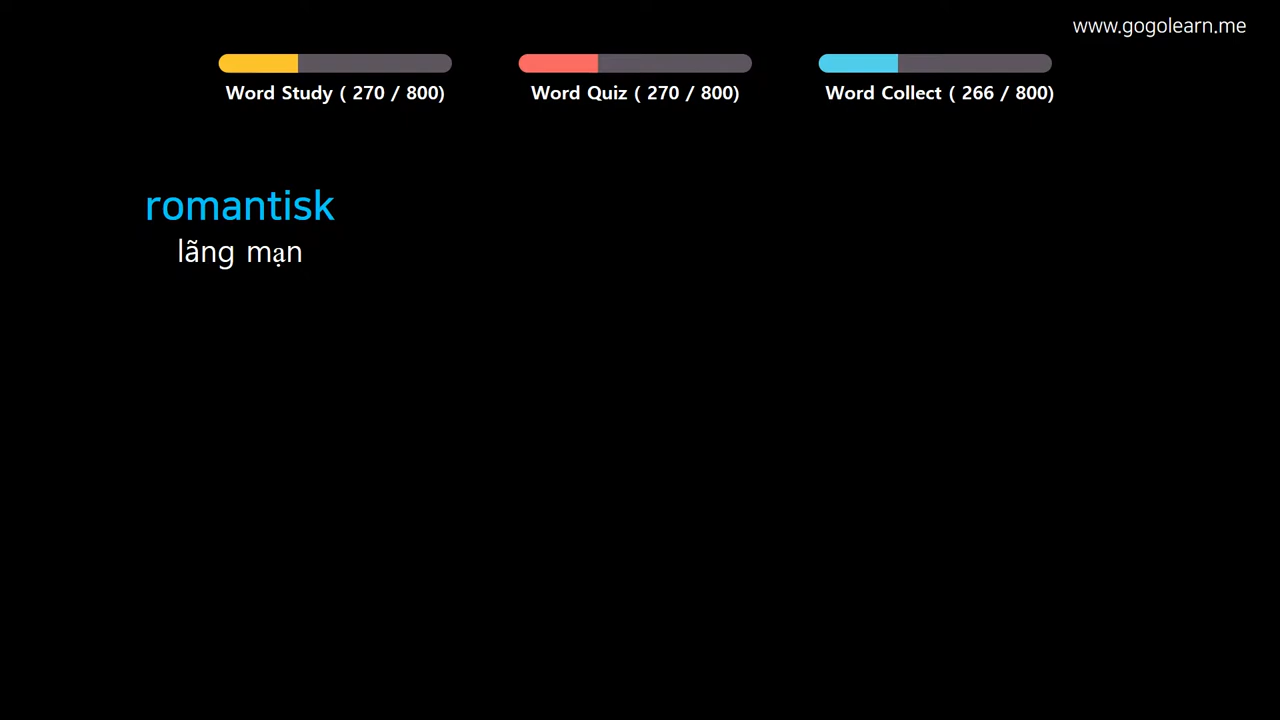 www.gogolearn.me
Word Study ( 270 / 800)
Word Quiz ( 270 / 800)
Word Collect ( 266 / 800)
romantisk
lãng mạn